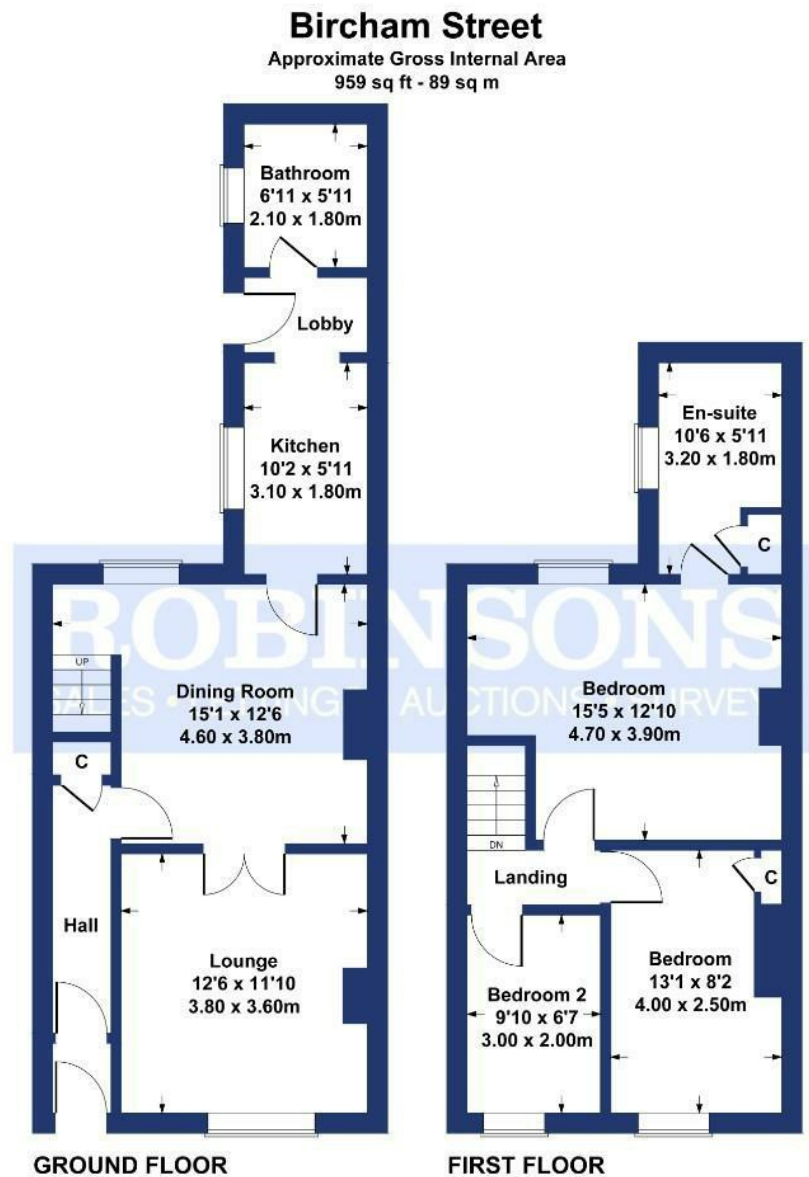 Bircham Street
Approximate Gross Internal Area
959 sq ft - 89 sq m
Bathroom
6'11 x 5'11
2.10 x 1.80m
Lobby
Kitchen
10'2 x 5'11
3.10 x 1.80m
UP
Dining Room
15'1 x 12'6
4.60 x 3.80m
C
Hall
Lounge
12'6 x 11'10
3.80 x 3.60m
GROUND FLOOR
En-suite
10'6 x 5'11
3.20 x 1.80m
C
Bedroom
15'5 x 12'10
4.70 x 3.90m
DN
Landing
C
Bedroom
13'1 x 8'2
4.00 x 2.50m
Bedroom 2
9'10 x 6'7
3.00 x 2.00m
FIRST FLOOR
ROBINSONS
SALES • LETTINGS • AUCTIONS • SURVEY